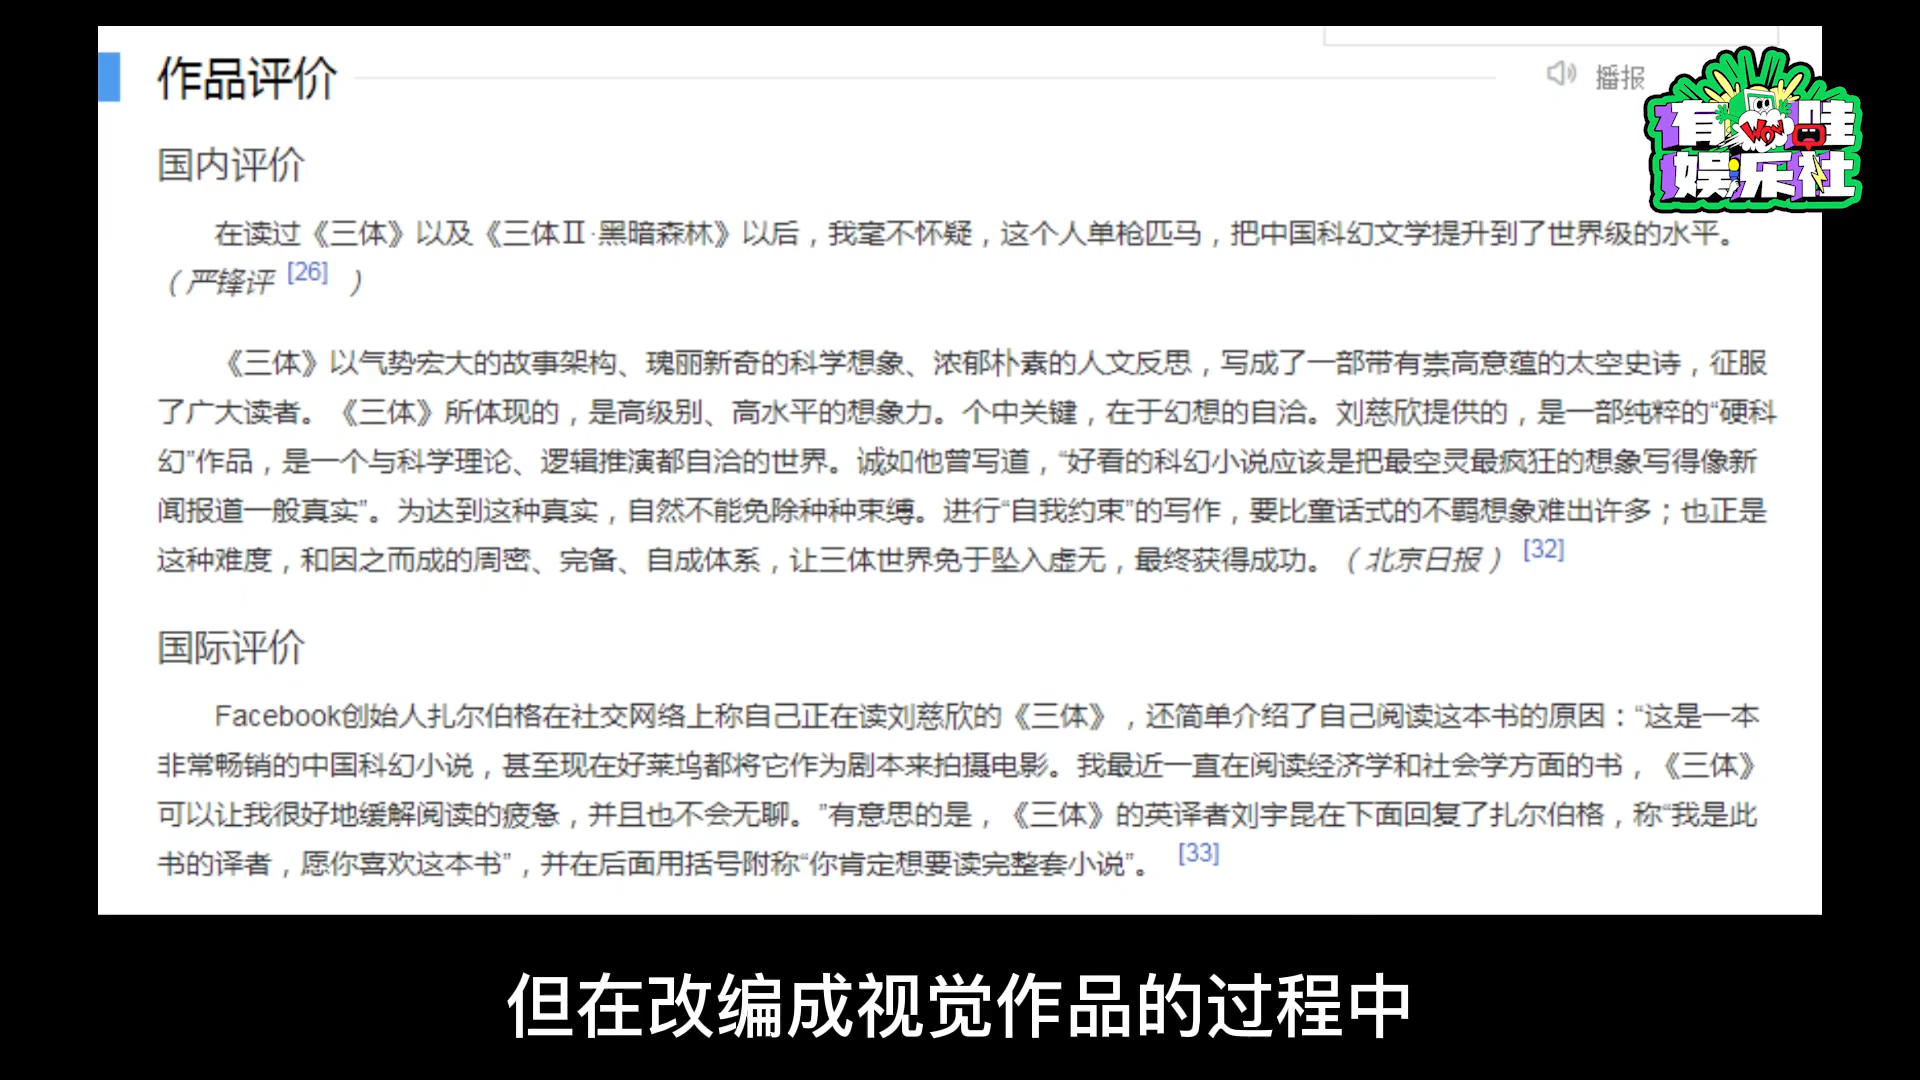 作品评价
播报
有 哇
WOW
娱乐社
国内评价
在读过《三体》以及《三体Ⅱ·黑暗森林》以后，我毫不怀疑，这个人单枪匹马，把中国科幻文学提升到了世界级的水平。
（严锋评 [26] ）
《三体》以气势宏大的故事架构、瑰丽新奇的科学想象、浓郁朴素的人文反思，写成了一部带有崇高意蕴的太空史诗，征服
了广大读者。《三体》所体现的，是高级别、高水平的想象力。个中关键，在于幻想的自洽。刘慈欣提供的，是一部纯粹的“硬科
幻”作品，是一个与科学理论、逻辑推演都自洽的世界。诚如他曾写道，“好看的科幻小说应该是把最空灵最疯狂的想象写得像新
闻报道一般真实”。为达到这种真实，自然不能免除种种束缚。进行“自我约束”的写作，要比童话式的不羁想象难出许多；也正是
这种难度，和因之而成的周密、完备、自成体系，让三体世界免于坠入虚无，最终获得成功。（北京日报） [32]
国际评价
Facebook创始人扎尔伯格在社交网络上称自己正在读刘慈欣的《三体》，还简单介绍了自己阅读这本书的原因：“这是一本
非常畅销的中国科幻小说，甚至现在好莱坞都将它作为剧本来拍摄电影。我最近一直在阅读经济学和社会学方面的书，《三体》
可以让我很好地缓解阅读的疲惫，并且也不会无聊。”有意思的是，《三体》的英译者刘宇昆在下面回复了扎尔伯格，称“我是此
书的译者，愿你喜欢这本书”，并在后面用括号附称“你肯定想要读完整套小说”。 [33]
但在改编成视觉作品的过程中